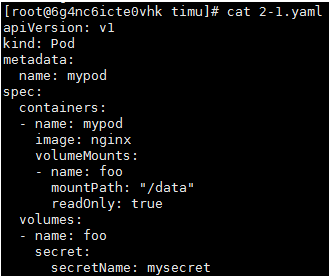 [root@6g4nc6icte0vhk timu]# cat 2-1.yaml
apiVersion: v1
kind: Pod
metadata:
  name: mypod
spec:
  containers:
  - name: mypod
    image: nginx
    volumeMounts:
    - name: foo
      mountPath: "/data"
      readOnly: true
  volumes:
  - name: foo
    secret:
      secretName: mysecret